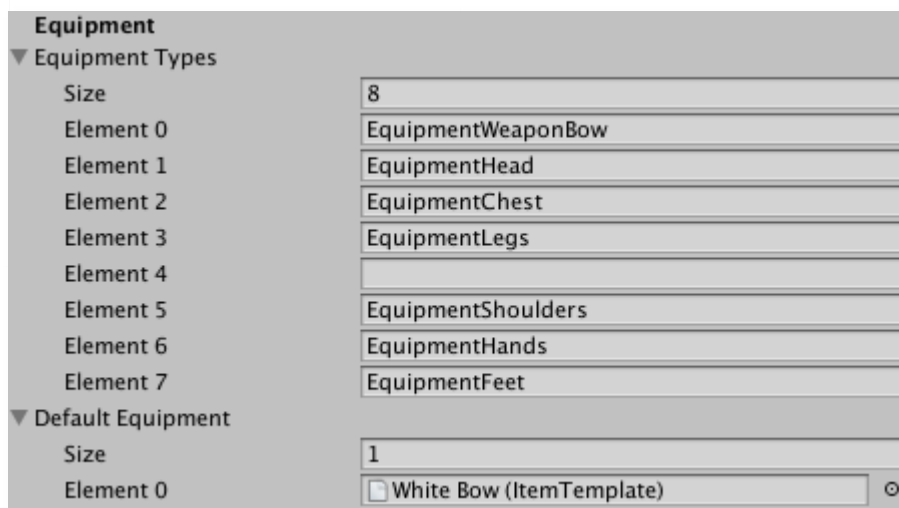 Equipment
Equipment Types
Size 8
Element 0 EquipmentWeaponBow
Element 1 EquipmentHead
Element 2 EquipmentChest
Element 3 EquipmentLegs
Element 4
Element 5 EquipmentShoulders
Element 6 EquipmentHands
Element 7 EquipmentFeet
Default Equipment
Size 1
Element 0 White Bow (ItemTemplate)